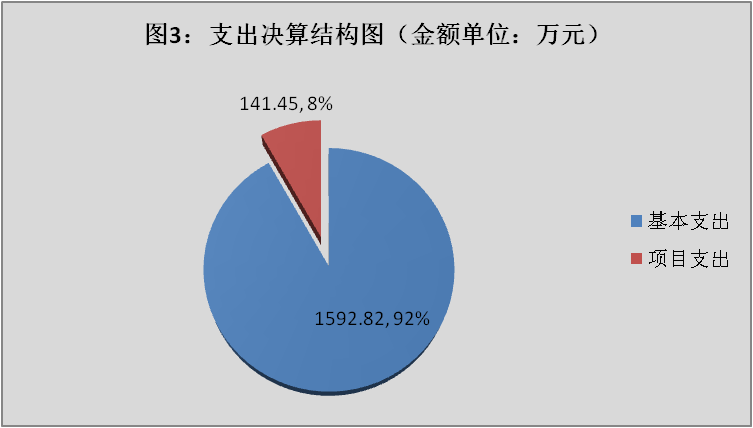 图3：支出决算结构图（金额单位：万元）
141.45, 8%
1592.82, 92%
基本支出
项目支出